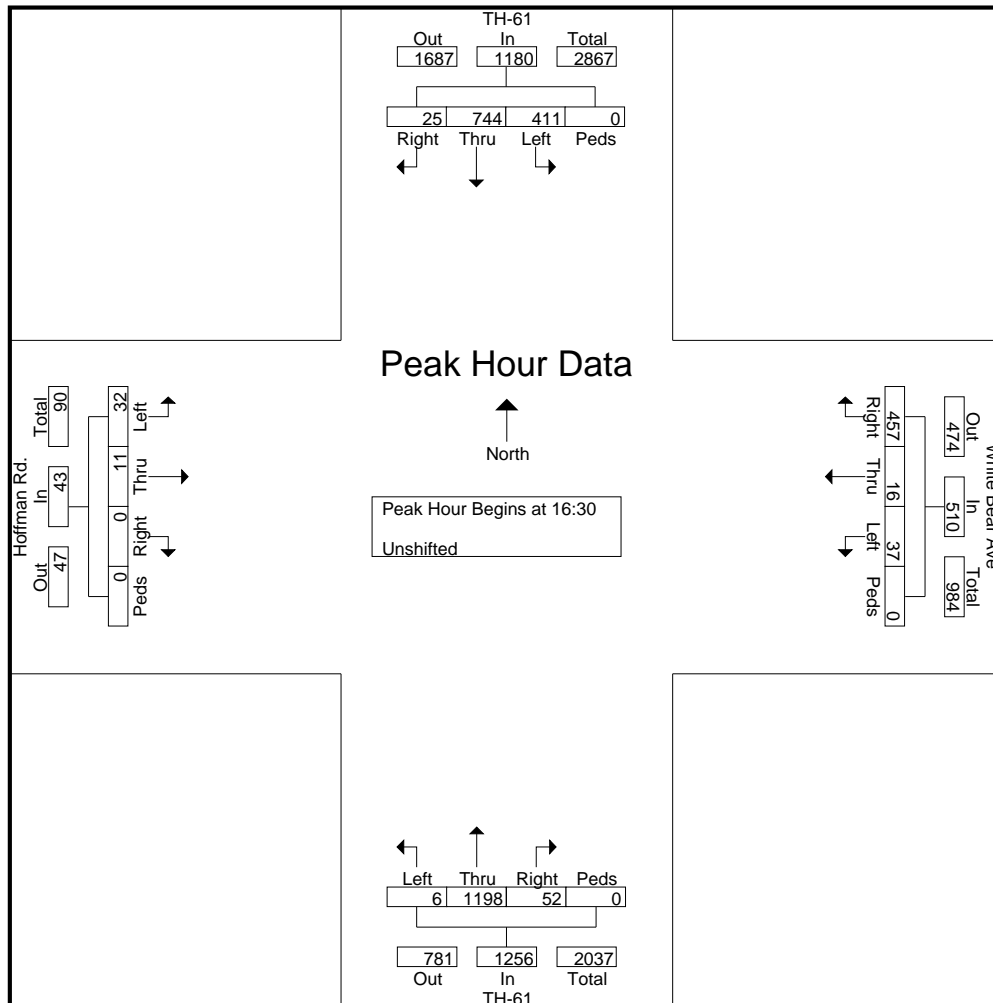 TH-61
Out In Total
1687 1180 2867
25 744 411 0
Right Thru Left Peds
Peak Hour Data
North
Peak Hour Begins at 16:30
Unshifted
Hoffman Rd.
Total In Out
90 43 47
32 11 0 0
Left Thru Right Peds
White Bear Ave
Out In Total
474 510 984
457 16 37 0
Right Thru Left Peds
Left Thru Right Peds
6 1198 52 0
781 1256 2037
Out In Total
TH-61